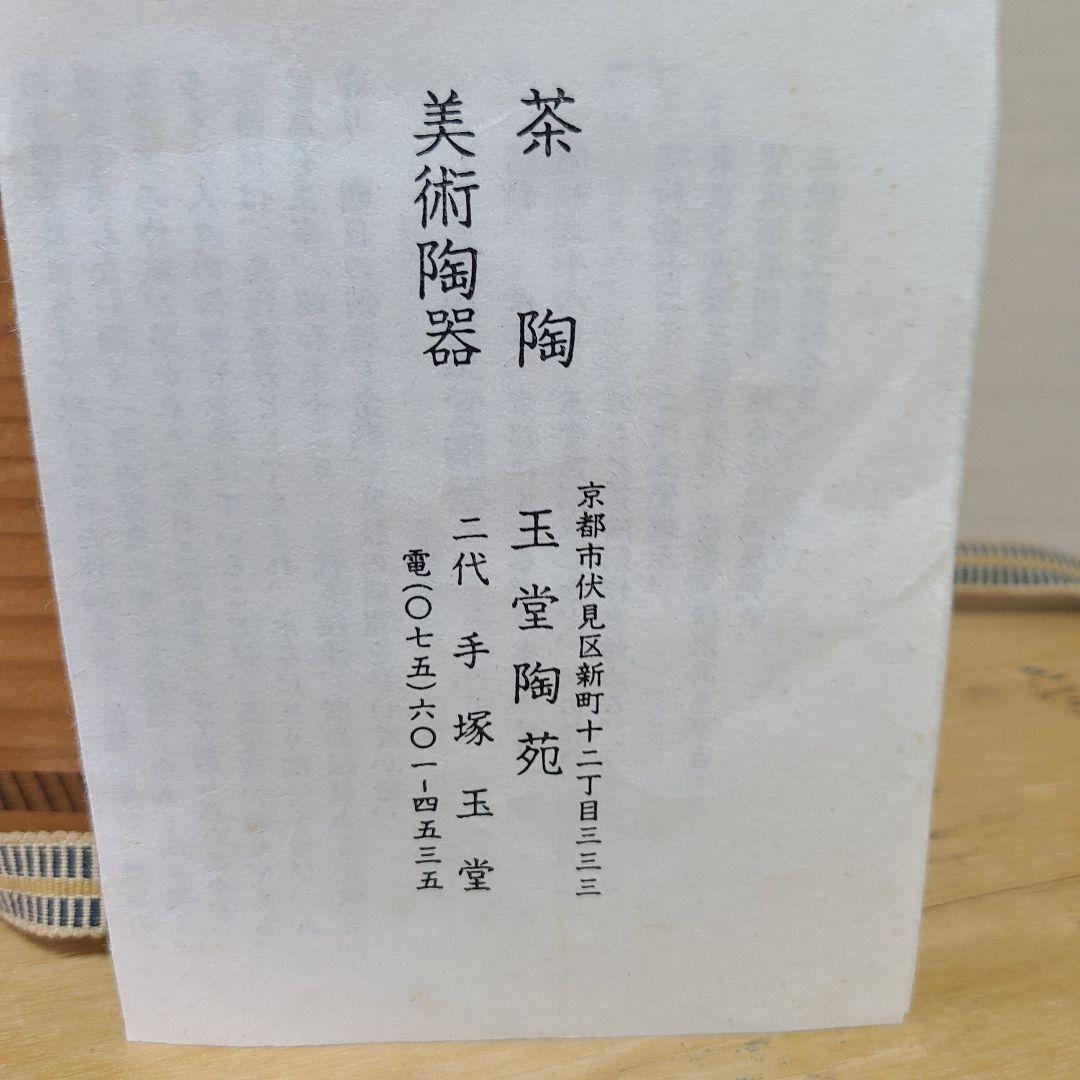 茶陶
美術陶器
京都市伏見区新町十二丁目三三三
玉堂陶苑
二代 手塚玉堂
電(〇七五)六〇一-四五三五